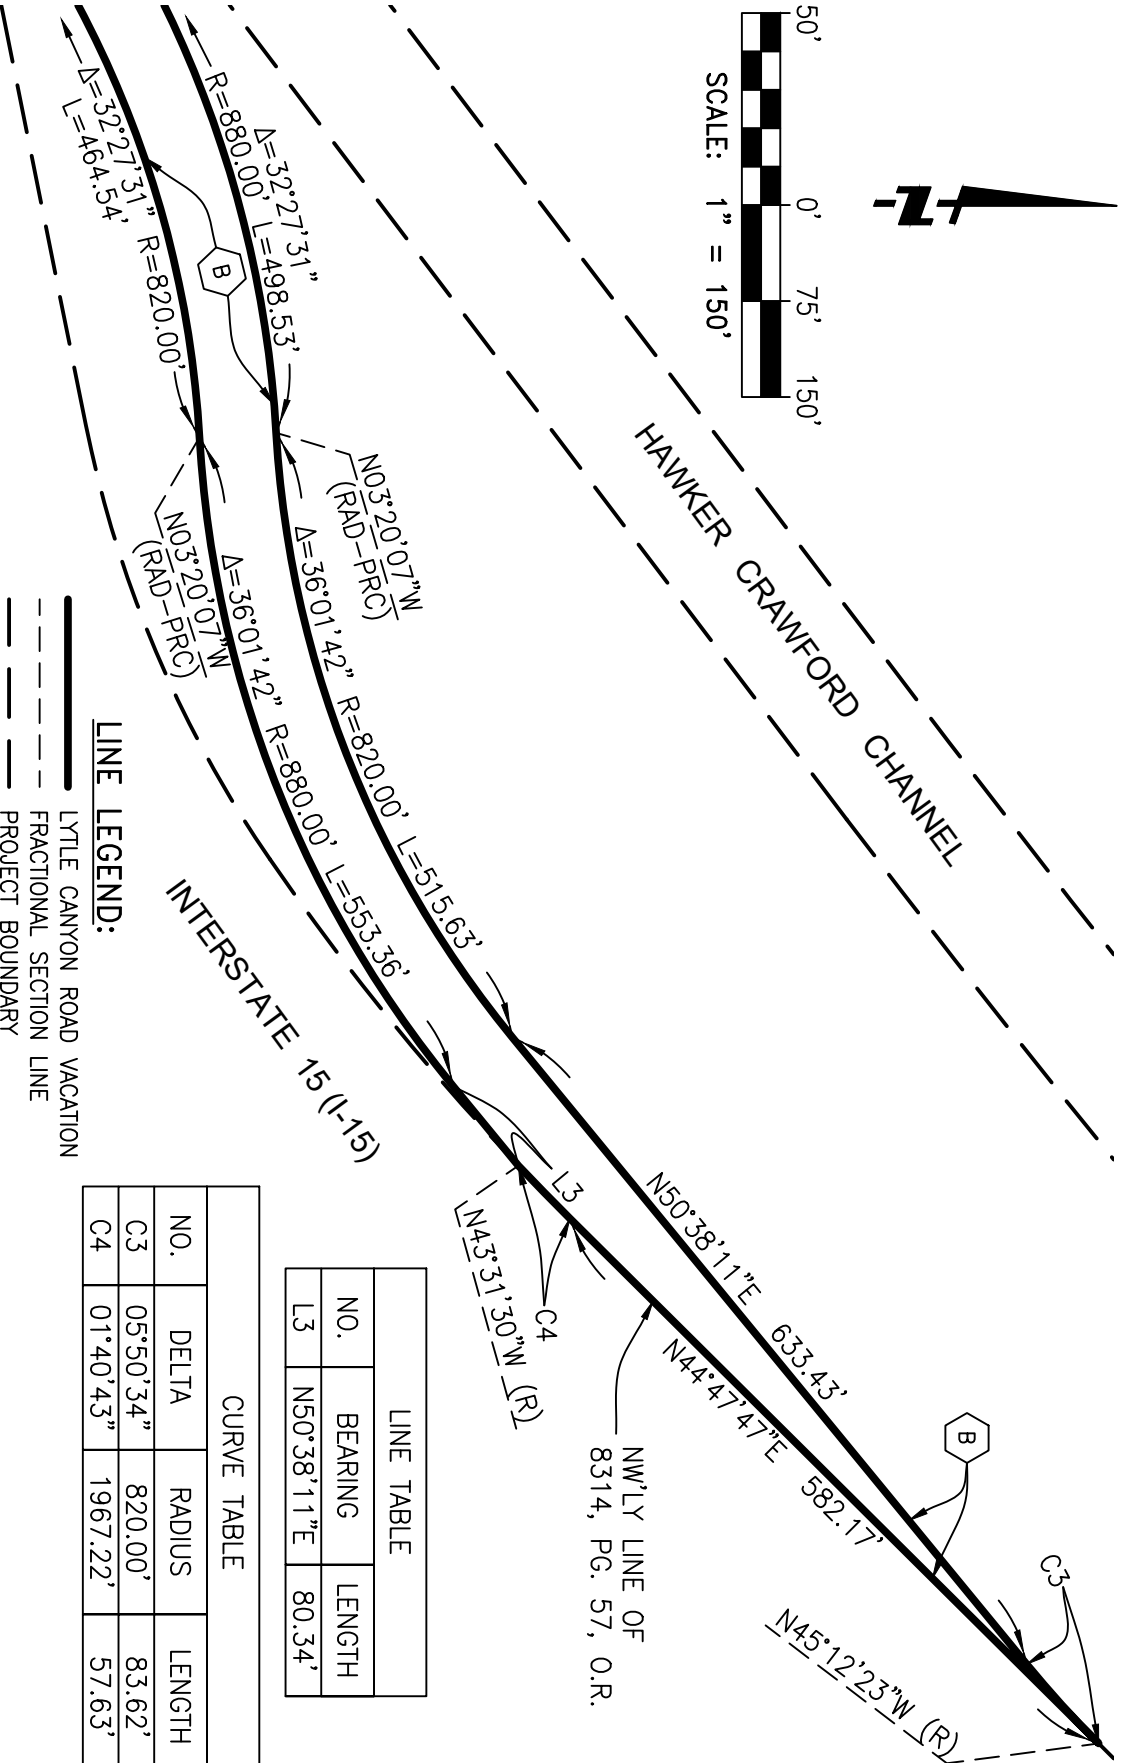 50' 0' 75' 150'
SCALE: 1" = 150'
HAWKER CRAWFORD CHANNEL
Δ=32°27'31"
R=880.00' L=498.53'
Δ=32°27'31" R=820.00'
L=464.54'
B
N03°20'07"W
(RAD-PRC)
N03°20'07"W
(RAD-PRC)
Δ=36°01'42" R=820.00' L=515.63'
Δ=36°01'42" R=880.00' L=553.36'
INTERSTATE 15 (I-15)
L3
C4
N43°31'30"W (R)
N50°38'11"E 633.43'
N44°47'47"E 582.17'
B
C3
N45°12'23"W (R)
NW'LY LINE OF
8314, PG. 57, O.R.
LINE LEGEND:
LYTLE CANYON ROAD VACATION
FRACTIONAL SECTION LINE
PROJECT BOUNDARY
LINE TABLE
NO. BEARING LENGTH
L3 N50°38'11"E 80.34'
CURVE TABLE
NO. DELTA RADIUS LENGTH
C3 05°50'34" 820.00' 83.62'
C4 01°40'43" 1967.22' 57.63'